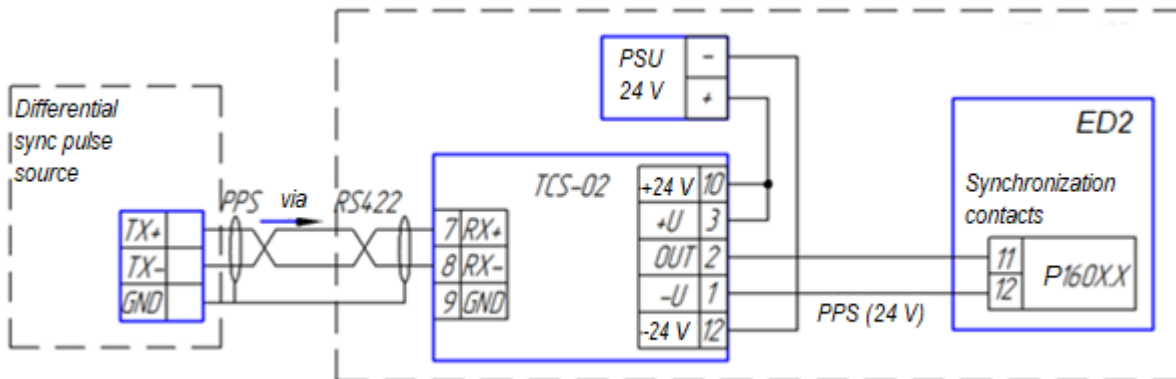 PSU
24 V
-
+
Differential
sync pulse
source
ED2
TCS-02
+24 V 10
+U 3
OUT 2
-U 1
--24 V 12
Synchronization
contacts
PPS via RS422
TX+
TX-
GND
7 RX+
8 RX-
9 GND
11
12
P160X.X
PPS (24 V)